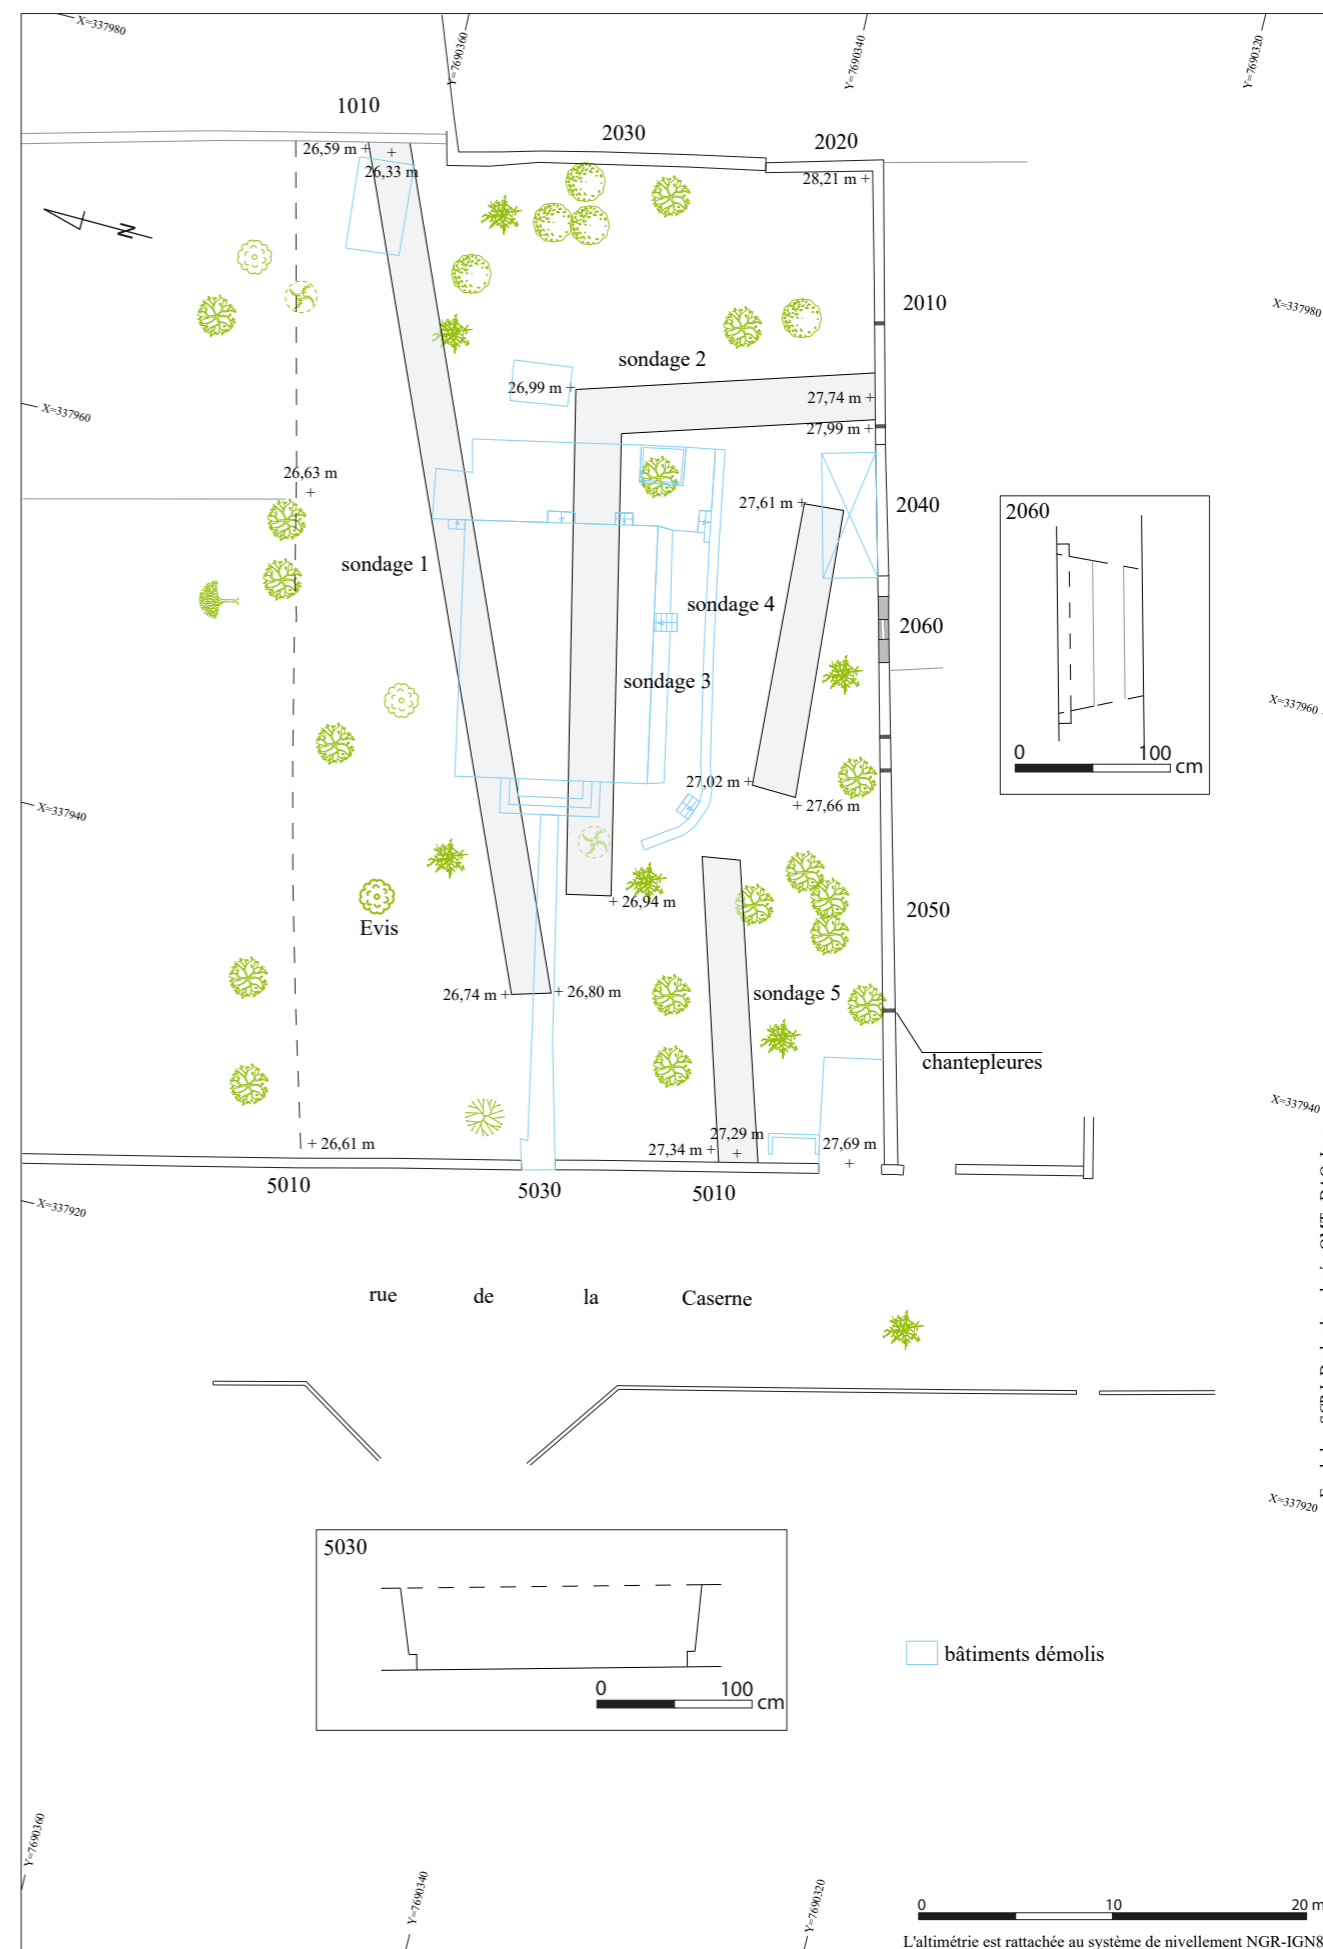 X=337980
Y=7690360
Y=7690340
Y=7690320
1010
2030
2020
26,59 m +
+
26,33 m
28,21 m +
N
2010
X=337980
sondage 2
26,99 m +
27,74 m +
27,99 m +
X=337960
26,63 m
+
27,61 m +
2040
2060
sondage 1
sondage 4
2060
sondage 3
0 100
cm
X=337960
27,02 m +
+ 27,66 m
X=337940
+ 26,94 m
Evis
2050
26,74 m +
+ 26,80 m
sondage 5
chantepleures
X=337940
+ 26,61 m
27,34 m +
27,29 m
+
27,69 m
+
5010
5030
5010
X=337920
rue de la Caserne
X=337920
5030
0 100
cm
bâtiments démolis
Y=7690360
Y=7690340
Y=7690320
0 10 20 m
L'altimétrie est rattachée au système de nivellement NGR-IGN8